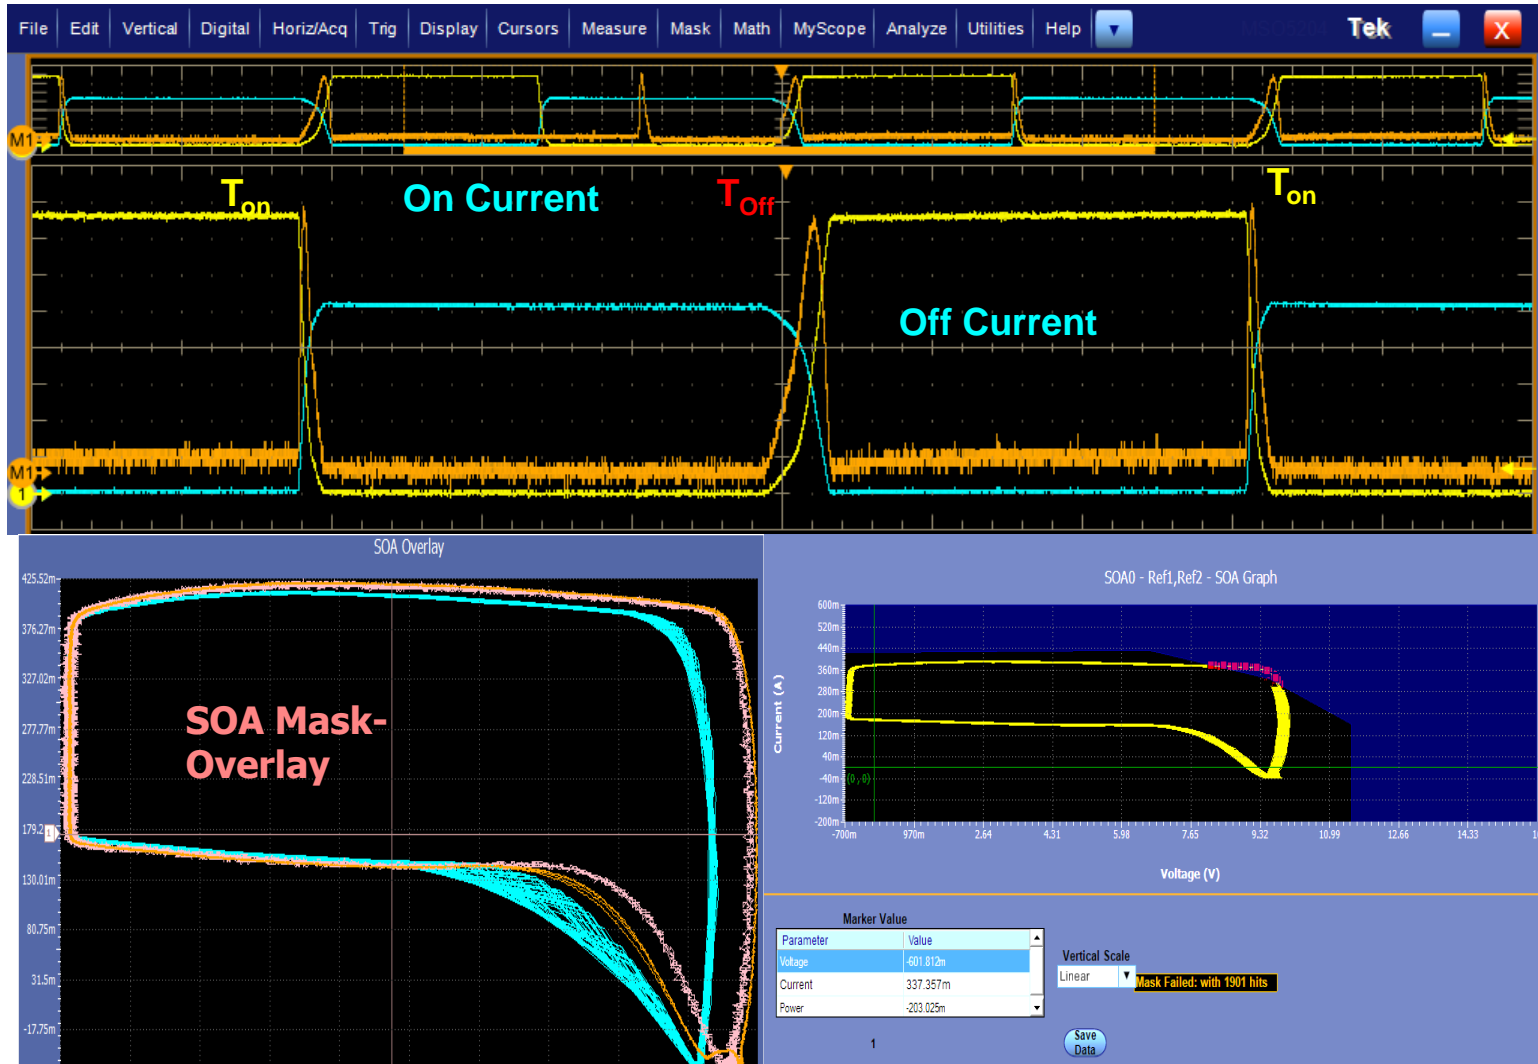 File Edit Vertical Digital Horiz/Acq Trig Display Cursors Measure Mask Math MyScope Analyze Utilities Help Tek X
M1
Ton On Current TOff Ton
Off Current
M1
1
SOA Overlay
425.52m
376.27m
327.02m
277.77m
228.51m
179.2
1
130.01m
80.75m
31.5m
-17.75m
SOA Mask-
Overlay
SOA0 - Ref1,Ref2 - SOA Graph
600m
520m
440m
360m
280m
200m
120m
40m
-40m
-120m
-200m
Current (A)
(0,0)
-700m 970m 2.64 4.31 5.98 7.65 9.32 10.99 12.66 14.33
Voltage (V)
Marker Value
Parameter Value
Voltage -601.812m
Current 337.357m
Power -203.025m
1
Vertical Scale
Linear
Mask Failed: with 1901 hits
Save
Data